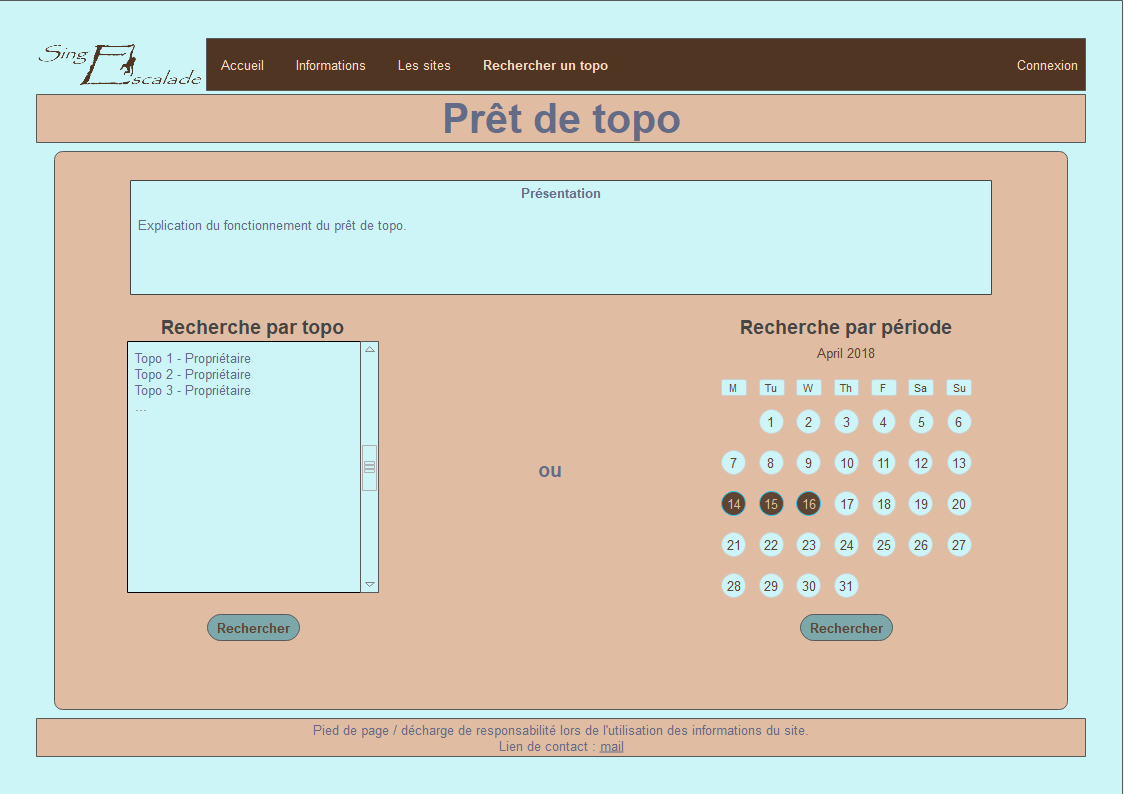 Sing Escalade
Accueil Informations Les sites Rechercher un topo Connexion
Prêt de topo
Présentation
Explication du fonctionnement du prêt de topo.
Recherche par topo
Topo 1 - Propriétaire
Topo 2 - Propriétaire
Topo 3 - Propriétaire
...
Rechercher
ou
Recherche par période
April 2018
M Tu W Th F Sa Su
1 2 3 4 5 6
7 8 9 10 11 12 13
14 15 16 17 18 19 20
21 22 23 24 25 26 27
28 29 30 31
Rechercher
Pied de page / décharge de responsabilité lors de l'utilisation des informations du site.
Lien de contact : mail